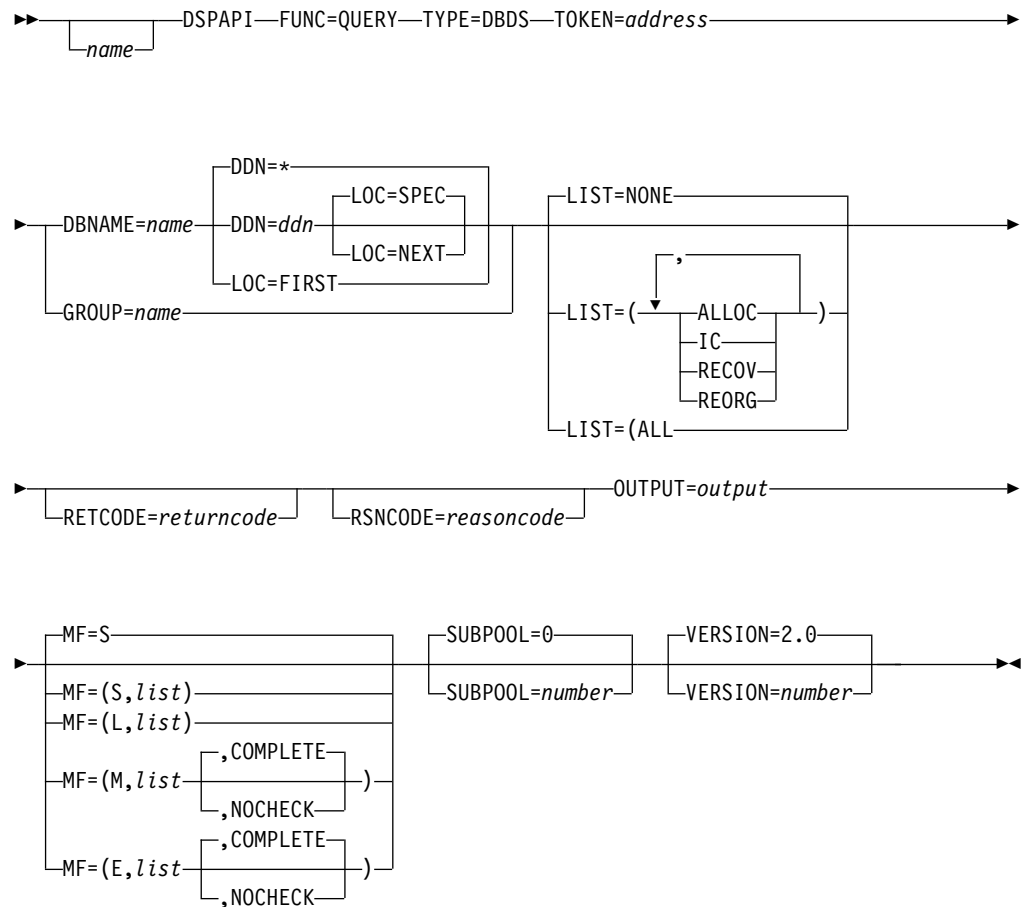 DSPAPI FUNC=QUERY TYPE=DBDS TOKEN=address
name
DDN=*
LOC=SPEC
LIST=NONE
DBNAME=name DDN=ddn
LOC=NEXT
,
LOC=FIRST
GROUP=name
LIST=( ALLOC )
IC
RECOV
REORG
LIST=(ALL
OUTPUT=output
RETCODE=returncode RSNCODE=reasoncode
MF=S SUBPOOL=0 VERSION=2.0
MF=(S,list) SUBPOOL=number VERSION=number
MF=(L,list)
,COMPLETE
MF=(M,list )
,NOCHECK
,COMPLETE
MF=(E,list )
,NOCHECK